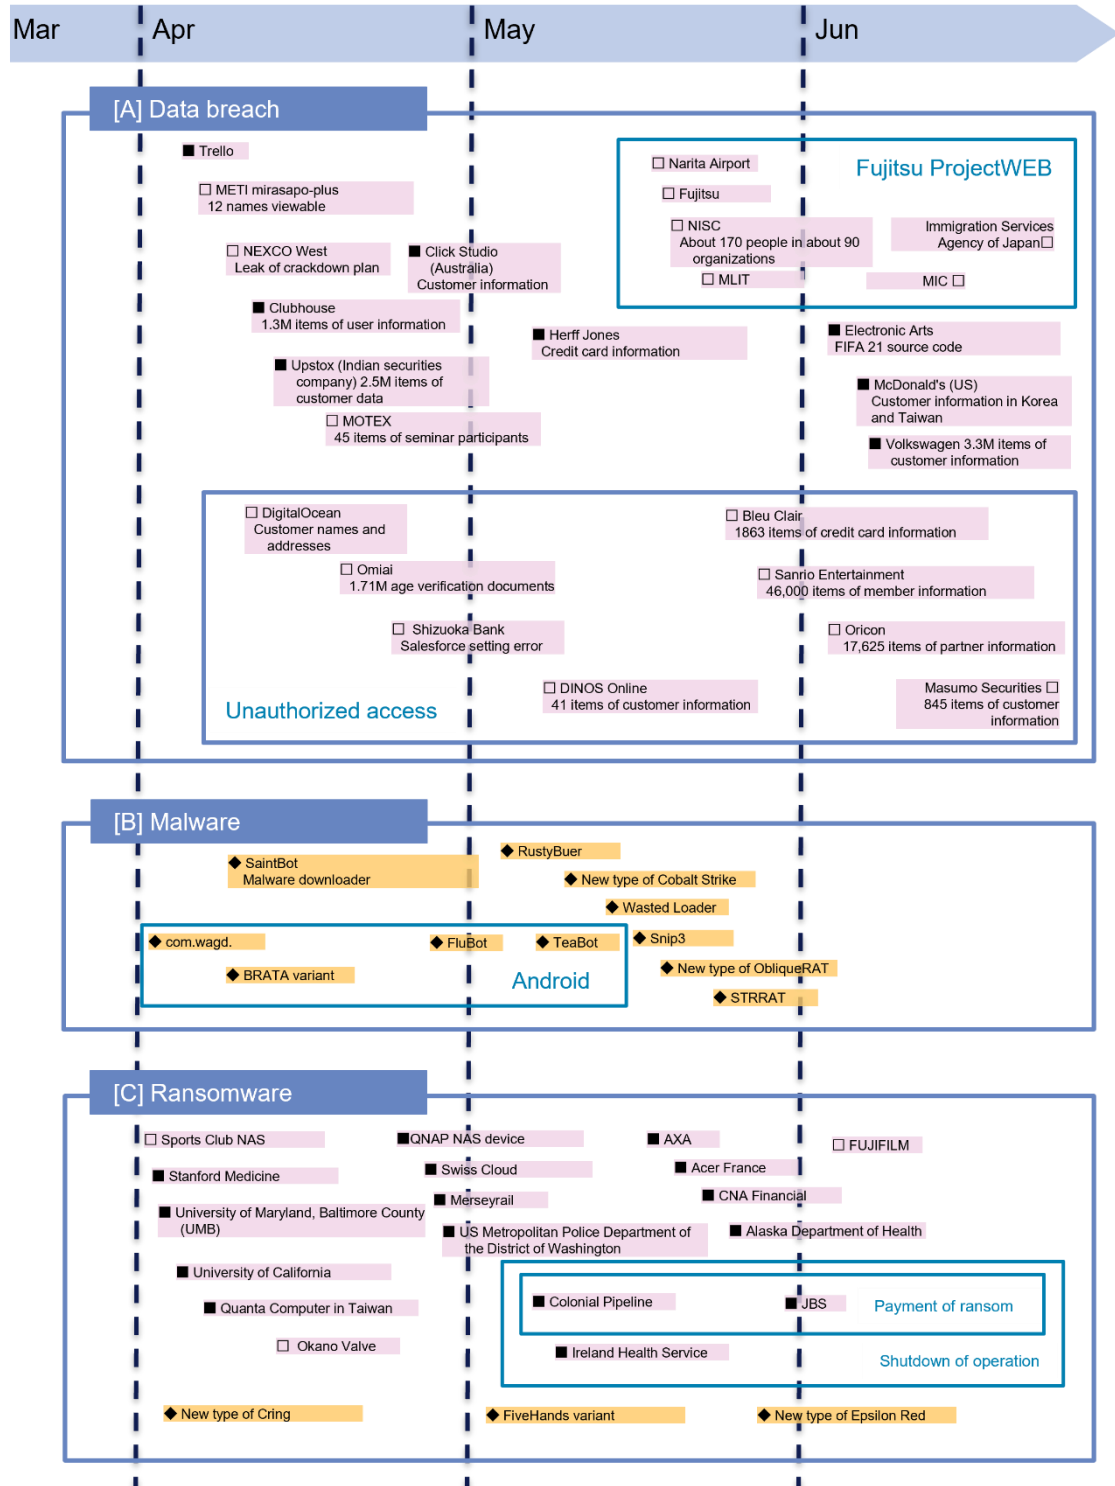 Mar
Apr
May
Jun
[A] Data breach
■ Trello
□ METI mirasapo-plus
12 names viewable
□ NEXCO West
Leak of crackdown plan
■ Click Studio
(Australia)
Customer information
■ Clubhouse
1.3M items of user information
■ Upstox (Indian securities
company) 2.5M items of
customer data
□ MOTEX
45 items of seminar participants
■ Herff Jones
Credit card information
Fujitsu ProjectWEB
□ Narita Airport
□ Fujitsu
□ NISC
About 170 people in about 90
organizations
□ MLIT
Immigration Services
Agency of Japan□
MIC □
■ Electronic Arts
FIFA 21 source code
■ McDonald's (US)
Customer information in Korea
and Taiwan
■ Volkswagen 3.3M items of
customer information
□ DigitalOcean
Customer names and
addresses
□ Omiai
1.71M age verification documents
□ Shizuoka Bank
Salesforce setting error
□ DINOS Online
41 items of customer information
□ Bleu Clair
1863 items of credit card information
□ Sanrio Entertainment
46,000 items of member information
□ Oricon
17,625 items of partner information
Masumo Securities □
845 items of customer
information
Unauthorized access
[B] Malware
◆ SaintBot
Malware downloader
◆ RustyBuer
◆ New type of Cobalt Strike
◆ Wasted Loader
◆ com.wagd.
◆ BRATA variant
◆ FluBot
◆ TeaBot
Android
◆ Snip3
◆ New type of ObliqueRAT
◆ STRRAT
[C] Ransomware
□ Sports Club NAS
■ Stanford Medicine
■ University of Maryland, Baltimore County
(UMB)
■ University of California
■ Quanta Computer in Taiwan
□ Okano Valve
■QNAP NAS device
■ Swiss Cloud
■ Merseyrail
■ US Metropolitan Police Department of
the District of Washington
■ AXA
■ Acer France
■ CNA Financial
■ Alaska Department of Health
□ FUJIFILM
■ Colonial Pipeline
■ JBS
Payment of ransom
■ Ireland Health Service
Shutdown of operation
◆ New type of Cring
◆ FiveHands variant
◆ New type of Epsilon Red